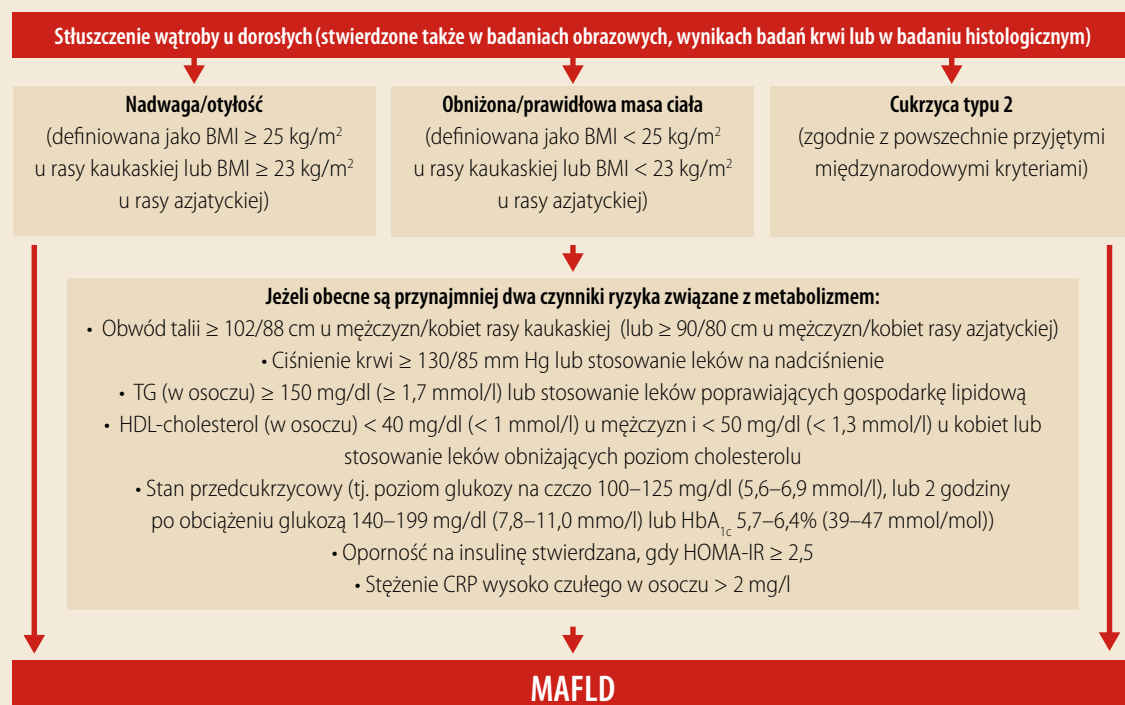 Stłuszczenie wątroby u dorosłych (stwierdzone także w badaniach obrazowych, wynikach badań krwi lub w badaniu histologicznym)
Nadwaga/otyłość
(definiowana jako BMI ≥ 25 kg/m²
u rasy kaukaskiej lub BMI ≥ 23 kg/m²
u rasy azjatyckiej)
Obniżona/prawidłowa masa ciała
(definiowana jako BMI < 25 kg/m²
u rasy kaukaskiej lub BMI < 23 kg/m²
u rasy azjatyckiej)
Cukrzyca typu 2
(zgodnie z powszechnie przyjętymi
międzynarodowymi kryteriami)
Jeżeli obecne są przynajmniej dwa czynniki ryzyka związane z metabolizmem:
• Obwód talii ≥ 102/88 cm u mężczyzn/kobiet rasy kaukaskiej (lub ≥ 90/80 cm u mężczyzn/kobiet rasy azjatyckiej)
• Ciśnienie krwi ≥ 130/85 mm Hg lub stosowanie leków na nadciśnienie
• TG (w osoczu) ≥ 150 mg/dl (≥ 1,7 mmol/l) lub stosowanie leków poprawiających gospodarkę lipidową
• HDL-cholesterol (w osoczu) < 40 mg/dl (< 1 mmol/l) u mężczyzn i < 50 mg/dl (< 1,3 mmol/l) u kobiet lub
stosowanie leków obniżających poziom cholesterolu
• Stan przedcukrzycowy (tj. poziom glukozy na czczo 100–125 mg/dl (5,6–6,9 mmol/l), lub 2 godziny
po obciążeniu glukozą 140–199 mg/dl (7,8–11,0 mmo/l) lub HbA1c 5,7–6,4% (39–47 mmol/mol))
• Oporność na insulinę stwierdzana, gdy HOMA-IR ≥ 2,5
• Stężenie CRP wysoko czułego w osoczu > 2 mg/l
MAFLD